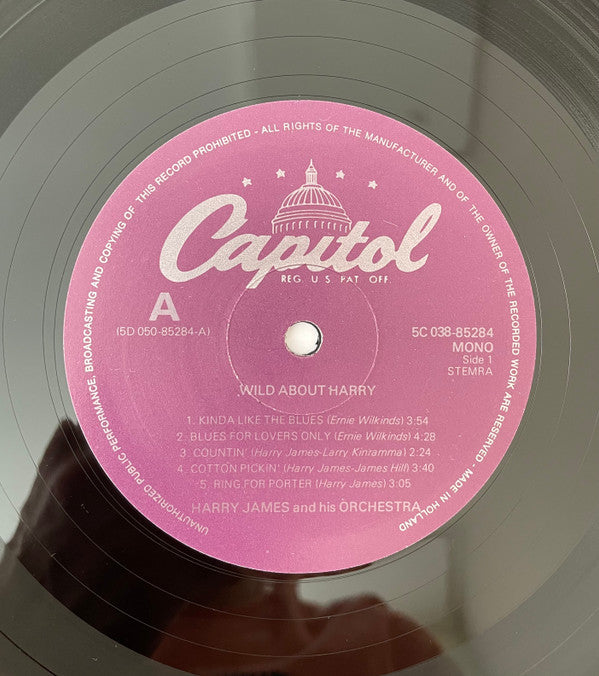 UNAUTHORIZED PUBLIC PERFORMANCE, BROADCASTING AND COPYING OF THIS RECORD PROHIBITED - ALL RIGHTS OF THE MANUFACTURER AND OF THE OWNER OF THE RECORDED WORK ARE RESERVED - MADE IN HOLLAND
Capitol
REG. U.S. PAT. OFF.
A
(5D 050-85284-A)
5C 038-85284
MONO
Side 1
STEMRA
WILD ABOUT HARRY
1. KINDA LIKE THE BLUES (Ernie Wilkinds) 3:54
2. BLUES FOR LOVERS ONLY (Ernie Wilkinds) 4:28
3. COUNTIN' (Harry James-Larry Kinramma) 2:24
4. COTTON PICKIN' (Harry James-James Hill) 3:40
5. RING FOR PORTER (Harry James) 3:05
HARRY JAMES and his ORCHESTRA